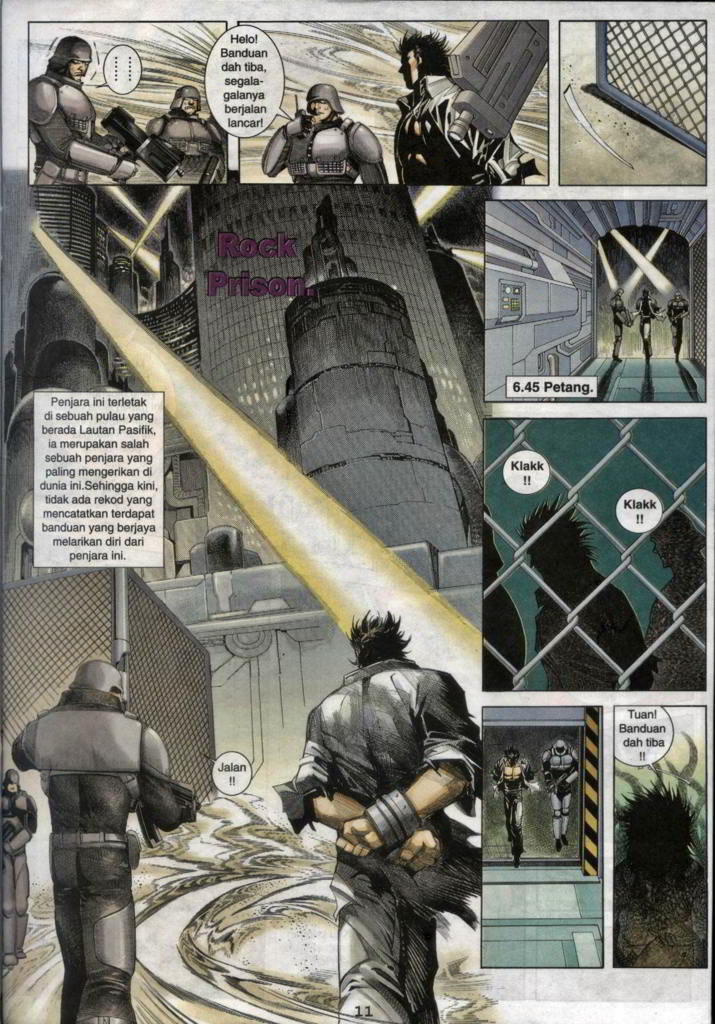 ⋮ ⋮
Helo!
Banduan
dah tiba,
segala-
galanya
berjalan
lancar!
Rock
Prison.
6.45 Petang.
Penjara ini terletak
di sebuah pulau yang
berada Lautan Pasifik,
ia merupakan salah
sebuah penjara yang
paling mengerikan di
dunia ini.Sehingga kini,
tidak ada rekod yang
mencatatkan terdapat
banduan yang berjaya
melarikan diri dari
penjara ini.
Klakk
!!
Klakk
!!
Jalan
!!
Tuan!
Banduan
dah tiba
!!
11